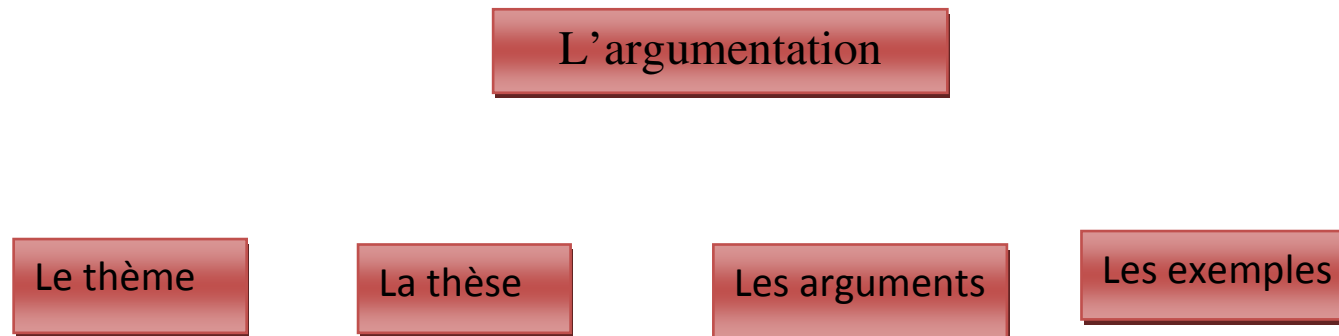 L’argumentation
Le thème
La thèse
Les arguments
Les exemples